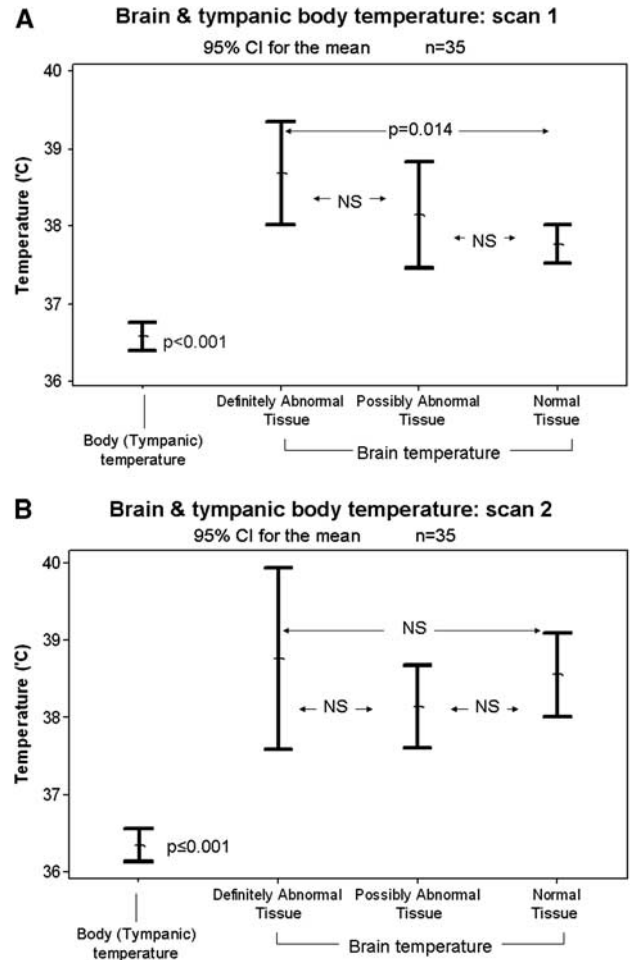 A
Brain & tympanic body temperature: scan 1
95% CI for the mean n=35
Temperature ('C)
40
39
38
37
36
p=0.014
NS
NS
p<0.001
Body (Tympanic)
temperature
Definitely Abnormal
Tissue
Possibly Abnormal
Tissue
Normal
Tissue
Brain temperature
B
Brain & tympanic body temperature: scan 2
95% CI for the mean n=35
Temperature ('C)
40
39
38
37
36
NS
NS
NS
p≤0.001
Body (Tympanic)
temperature
Definitely Abnormal
Tissue
Possibly Abnormal
Tissue
Normal
Tissue
Brain temperature